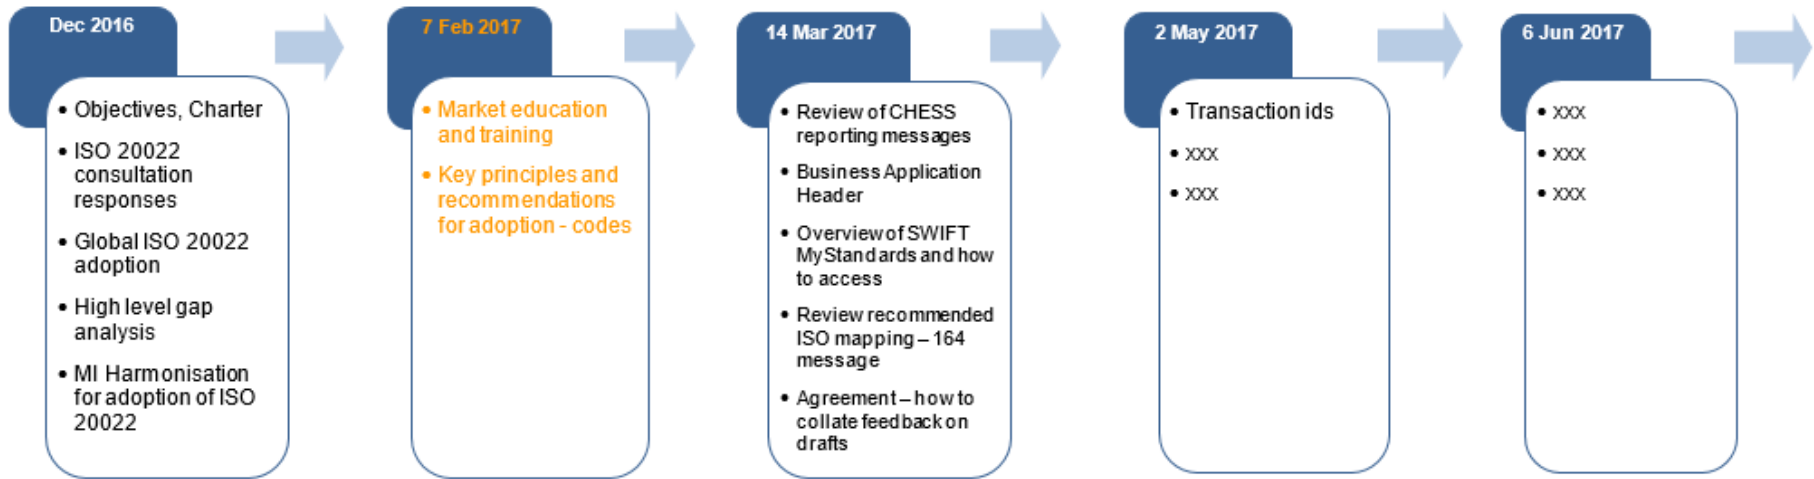 Dec 2016
• Objectives, Charter
• ISO 20022
consultation
responses
• Global ISO 20022
adoption
• High level gap
analysis
• MI Harmonisation
for adoption of ISO
20022
7 Feb 2017
• Market education
and training
• Key principles and
recommendations
for adoption - codes
14 Mar 2017
• Review of CHESS
reporting messages
• Business Application
Header
• Overview of SWIFT
MyStandards and how
to access
• Review recommended
ISO mapping – 164
message
• Agreement – how to
collate feedback on
drafts
2 May 2017
• Transaction ids
• xxx
• xxx
6 Jun 2017
• xxx
• xxx
• xxx